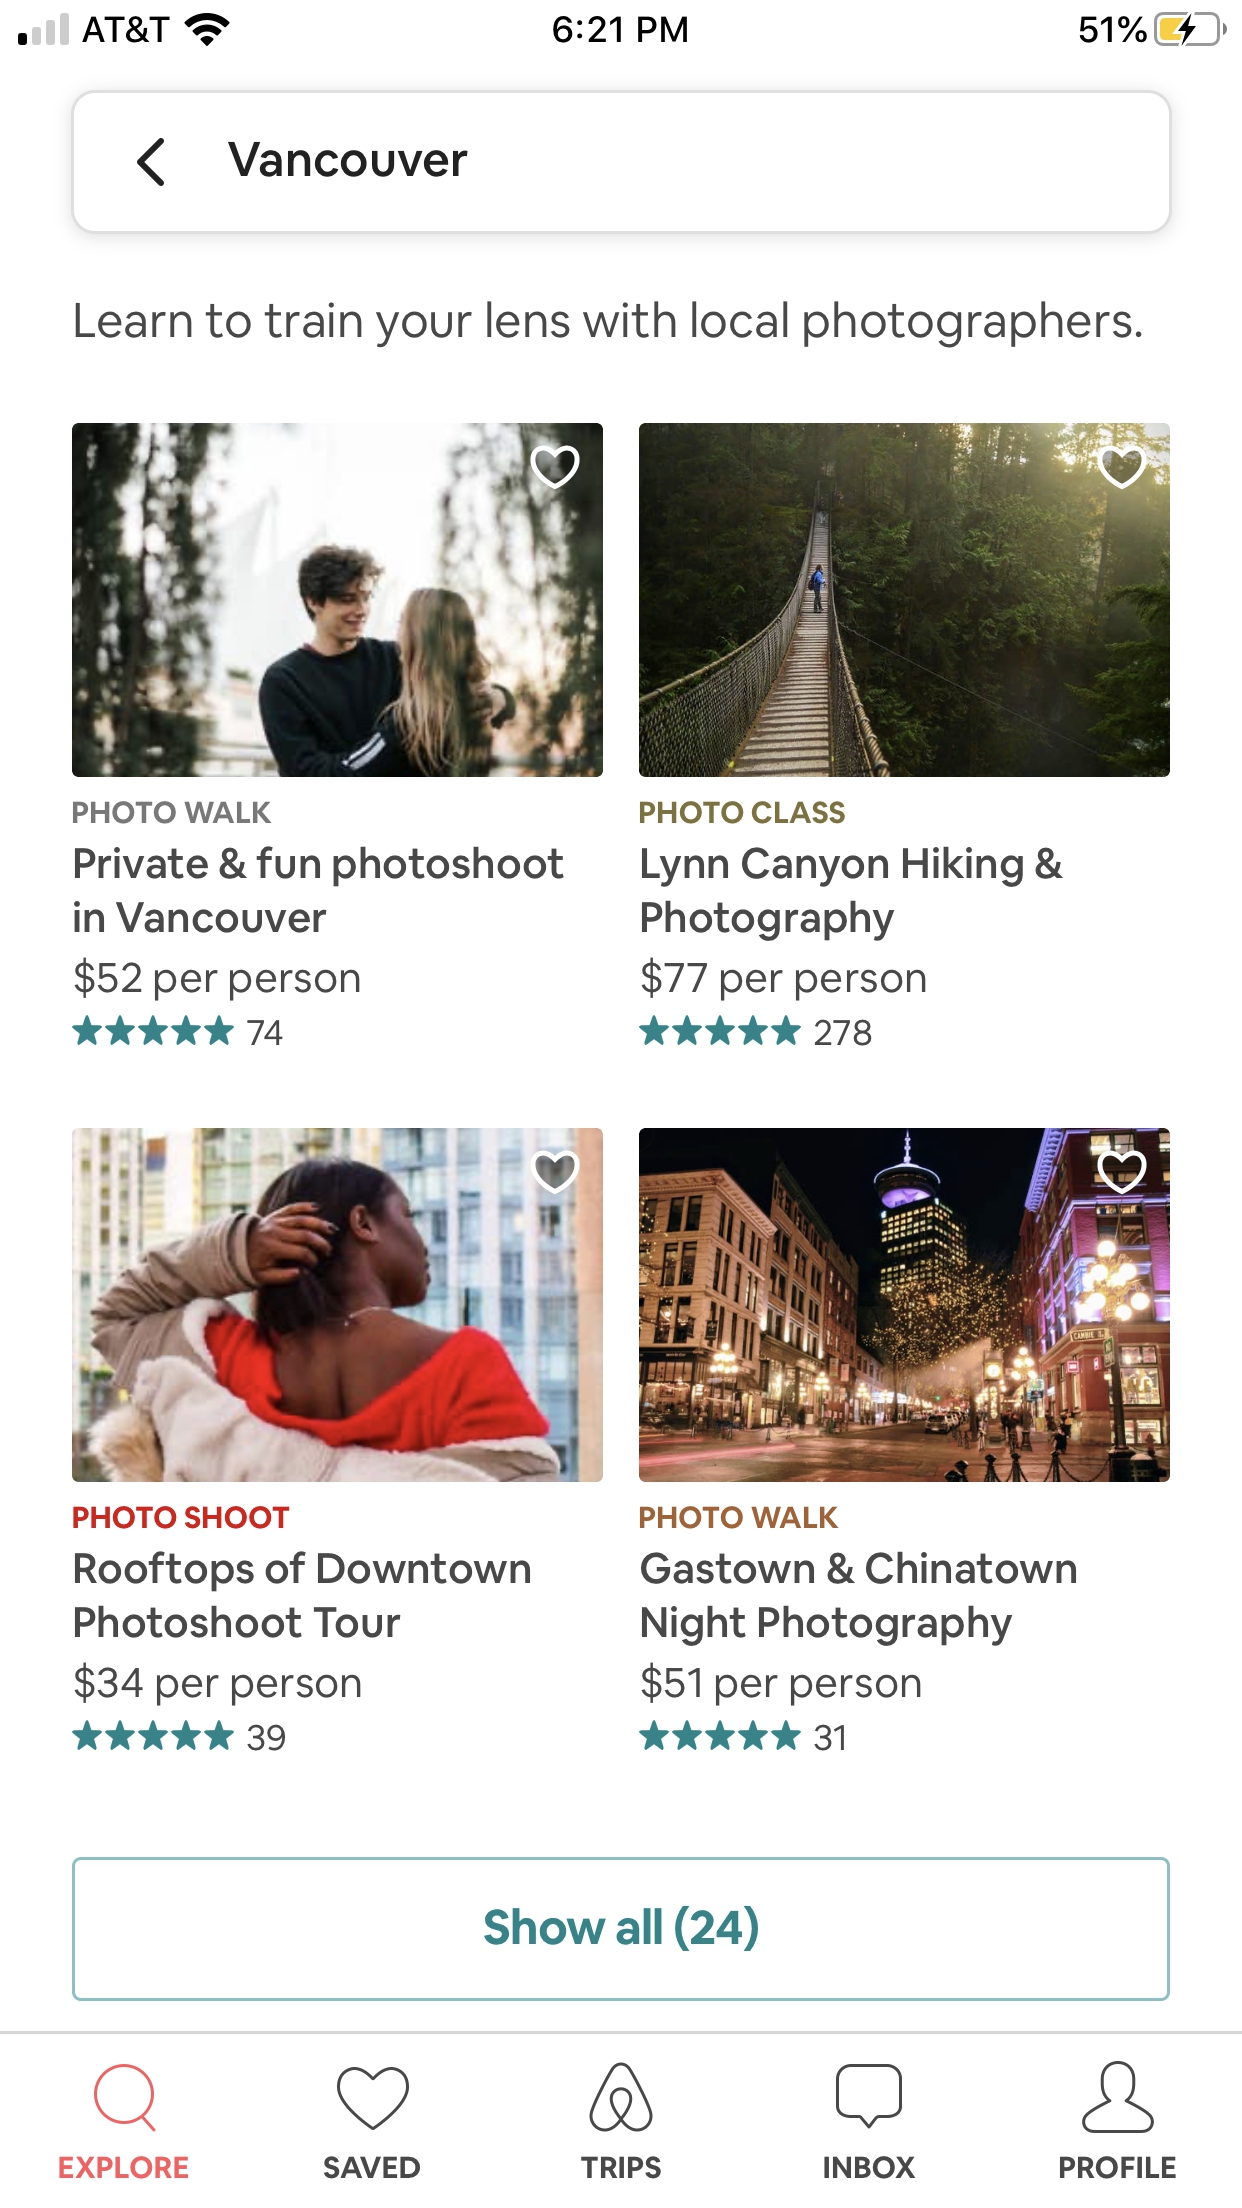 AT&T 6:21 PM 51%
Vancouver
Learn to train your lens with local photographers.
PHOTO WALK
Private & fun photoshoot
in Vancouver
$52 per person
74
PHOTO CLASS
Lynn Canyon Hiking &
Photography
$77 per person
278
PHOTO SHOOT
Rooftops of Downtown
Photoshoot Tour
$34 per person
39
CAMBIE
PHOTO WALK
Gastown & Chinatown
Night Photography
$51 per person
31
Show all (24)
EXPLORE SAVED TRIPS INBOX PROFILE